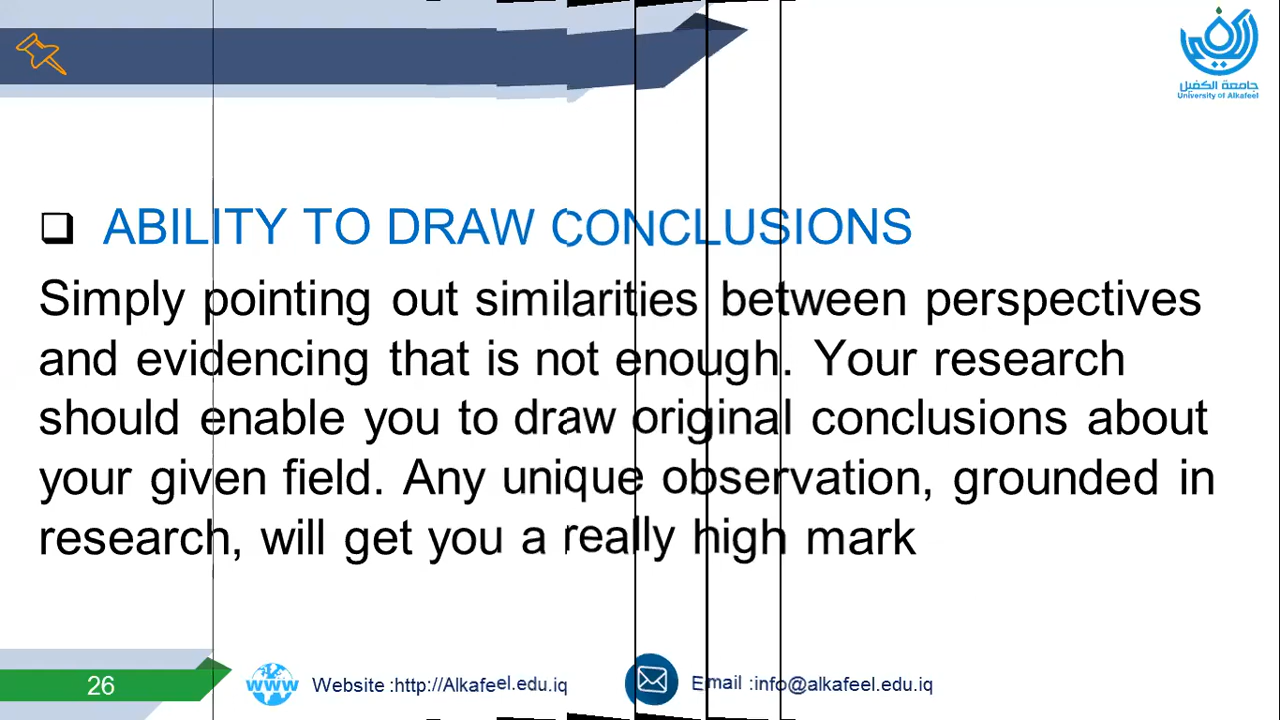 جامعة الكفيل
University of Alkafeel
ABILITY TO DRAW CONCLUSIONS
Simply pointing out similarities between perspectives
and evidencing that is not enough. Your research
should enable you to draw original conclusions about
your given field. Any unique observation, grounded in
research, will get you a really high mark
26
www
Website :http://Alkafeel.edu.iq
Email :info@alkafeel.edu.iq